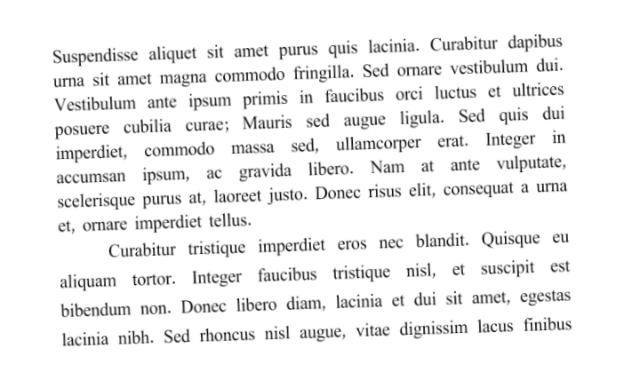 Suspendisse aliquet sit amet purus quis lacinia. Curabitur dapibus
urna sit amet magna commodo fringilla. Sed ornare vestibulum dui.
Vestibulum ante ipsum primis in faucibus orci luctus et ultrices
posuere cubilia curae; Mauris sed augue ligula. Sed quis dui
imperdiet, commodo massa sed, ullamcorper erat. Integer in
accumsan ipsum, ac gravida libero. Nam at ante vulputate,
scelerisque purus at, laoreet justo. Donec risus elit, consequat a urna
et, ornare imperdiet tellus.
Curabitur tristique imperdiet eros nec blandit. Quisque eu
aliquam tortor. Integer faucibus tristique nisl, et suscipit est
bibendum non. Donec libero diam, lacinia et dui sit amet, egestas
lacinia nibh. Sed rhoncus nisl augue, vitae dignissim lacus finibus